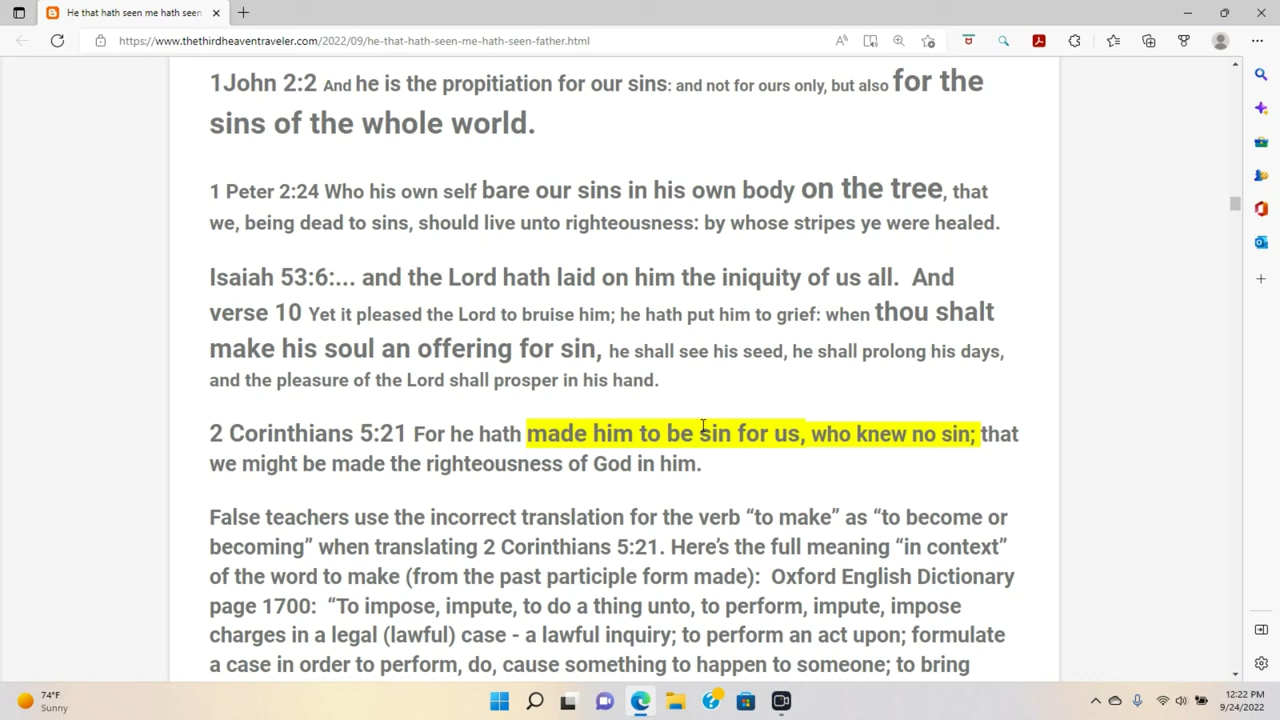 He that hath seen me hath seen
https://www.thethirdheaventraveler.com/2022/09/he-that-hath-seen-me-hath-seen-father.html
1John 2:2 And he is the propitiation for our sins: and not for ours only, but also for the
sins of the whole world.
1 Peter 2:24 Who his own self bare our sins in his own body on the tree, that
we, being dead to sins, should live unto righteousness: by whose stripes ye were healed.
Isaiah 53:6:... and the Lord hath laid on him the iniquity of us all. And
verse 10 Yet it pleased the Lord to bruise him; he hath put him to grief: when thou shalt
make his soul an offering for sin, he shall see his seed, he shall prolong his days,
and the pleasure of the Lord shall prosper in his hand.
2 Corinthians 5:21 For he hath made him to be sin for us, who knew no sin; that
we might be made the righteousness of God in him.
False teachers use the incorrect translation for the verb “to make” as “to become or
becoming” when translating 2 Corinthians 5:21. Here’s the full meaning “in context”
of the word to make (from the past participle form made): Oxford English Dictionary
page 1700: “To impose, impute, to do a thing unto, to perform, impute, impose
charges in a legal (lawful) case - a lawful inquiry; to perform an act upon; formulate
a case in order to perform, do, cause something to happen to someone; to bring
74°F
Sunny
12:22 PM
9/24/2022